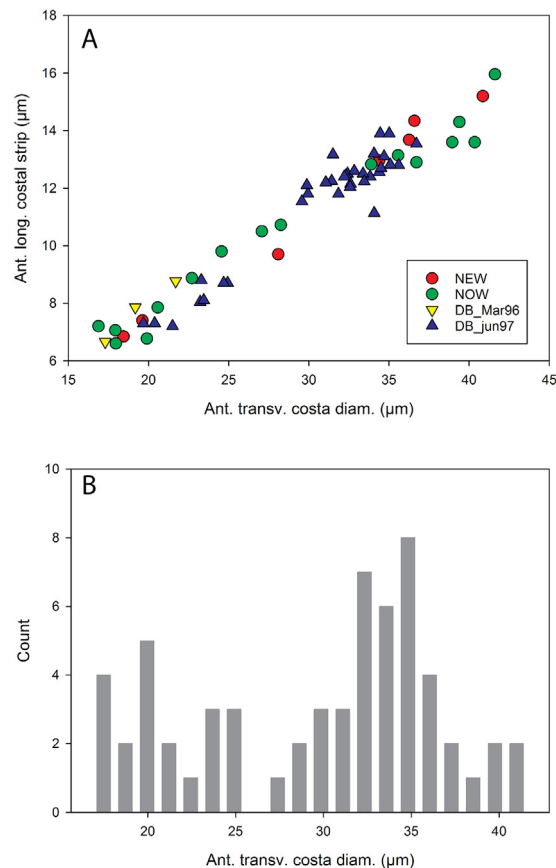 A
18
16
14
12
10
8
6
Ant. long. costal strip (µm)
NEW
NOW
DB_Mar96
DB_jun97
15 20 25 30 35 40 45
Ant. transv. costa diam. (µm)
B
10
8
6
4
2
0
Count
20 25 30 35 40
Ant. transv. costa diam. (µm)